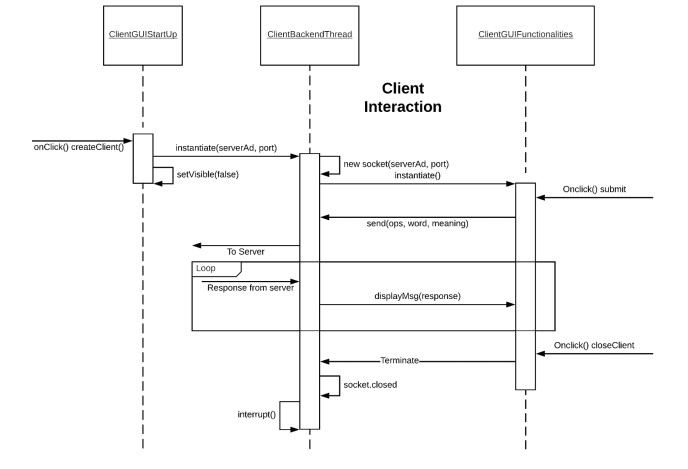 ClientGUIStartUp
ClientBackendThread
ClientGUIFunctionalities
Client
Interaction
onClick() createClient()
instantiate(serverAd, port)
new socket(serverAd, port)
setVisible(false)
instantiate()
Onclick() submit
send(ops, word, meaning)
To Server
Loop
Response from server
displayMsg(response)
Onclick() closeClient
Terminate
socket.closed
interrupt()